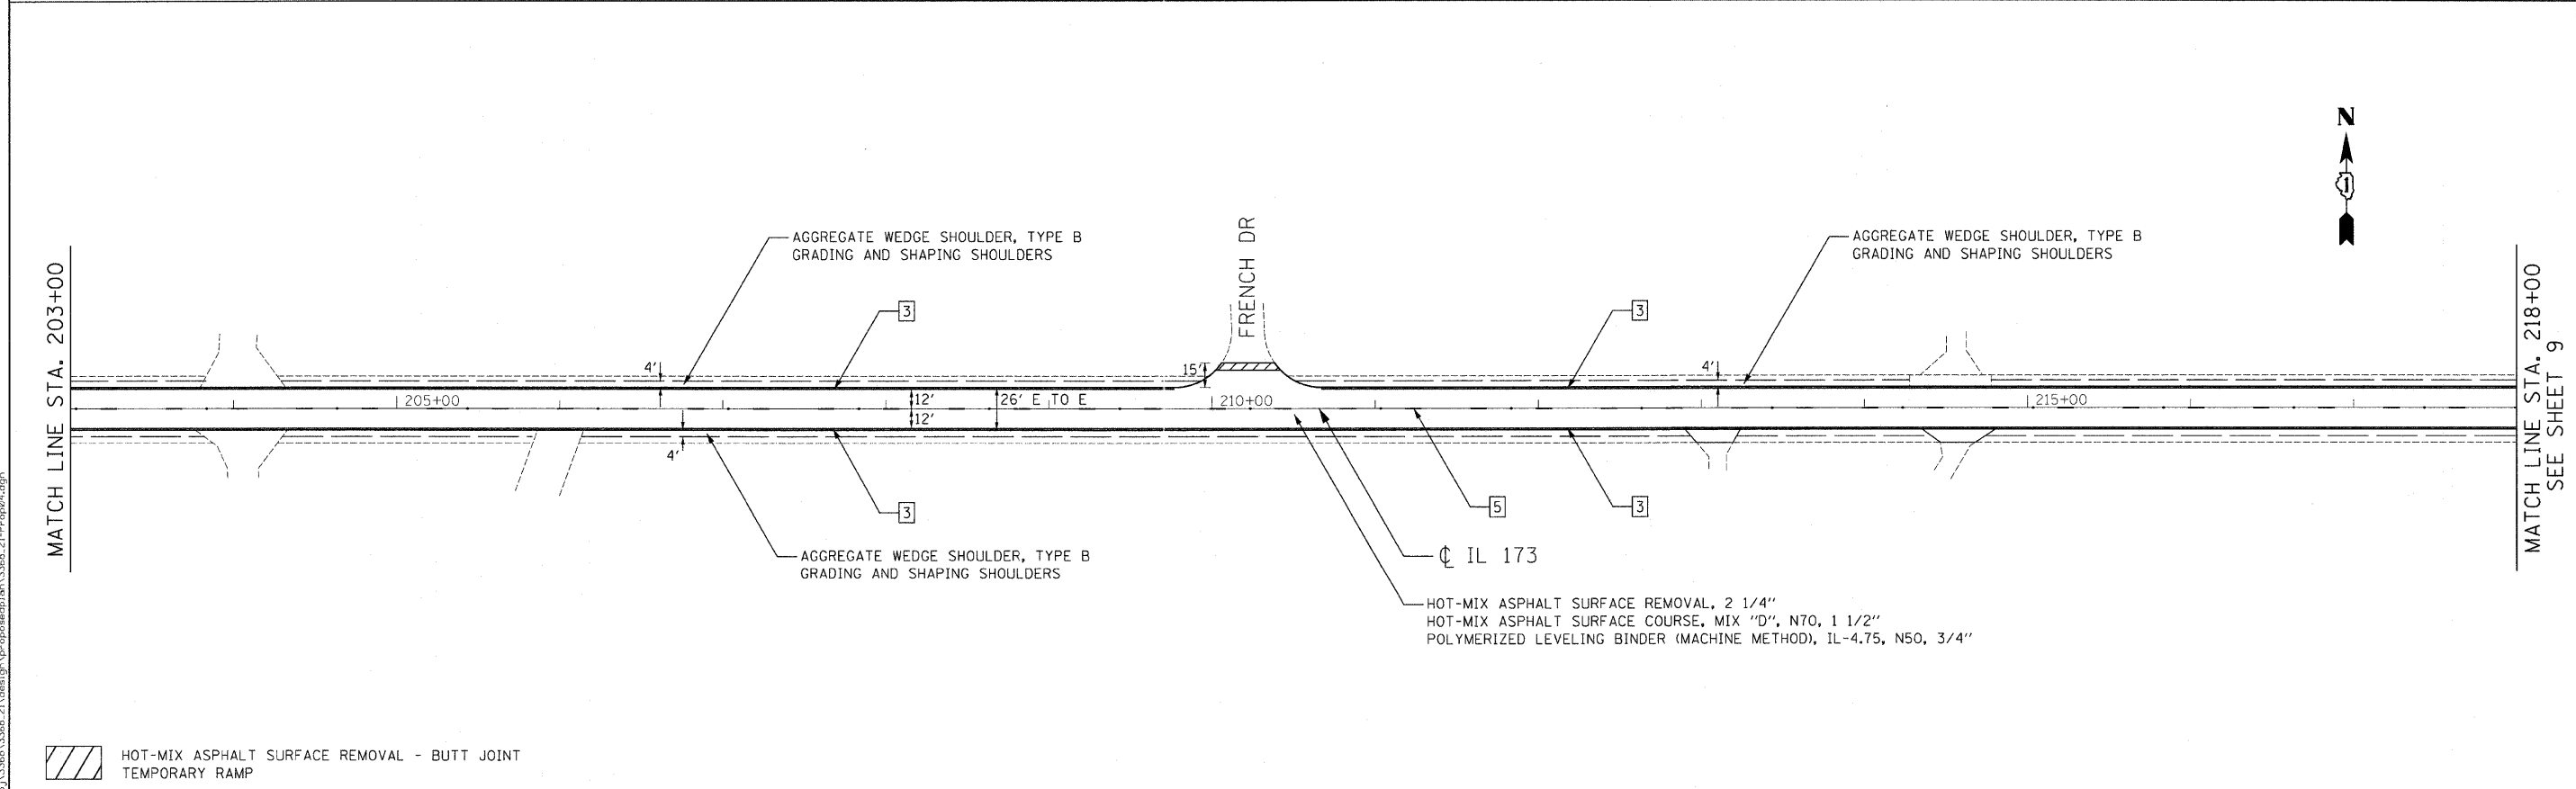 N
1
AGGREGATE WEDGE SHOULDER, TYPE B
GRADING AND SHAPING SHOULDERS
FRENCH DR
AGGREGATE WEDGE SHOULDER, TYPE B
GRADING AND SHAPING SHOULDERS
MATCH LINE STA. 203+00
3
3
MATCH LINE STA. 218+00
SEE SHEET 9
4'
15'
4'
205+00
12'
26' E TO E
210+00
215+00
12'
4'
3
5
3
AGGREGATE WEDGE SHOULDER, TYPE B
GRADING AND SHAPING SHOULDERS
℄ IL 173
HOT-MIX ASPHALT SURFACE REMOVAL, 2 1/4"
HOT-MIX ASPHALT SURFACE COURSE, MIX "D", N70, 1 1/2"
POLYMERIZED LEVELING BINDER (MACHINE METHOD), IL-4.75, N50, 3/4"
HOT-MIX ASPHALT SURFACE REMOVAL - BUTT JOINT
TEMPORARY RAMP